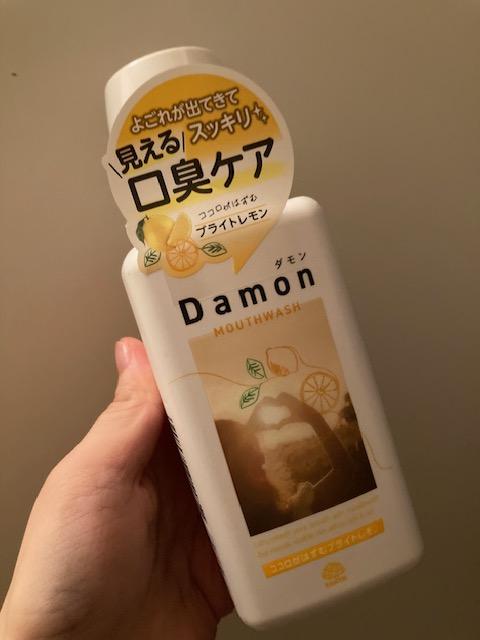 よごれが出てきて
見える スッキリ
口臭ケア
ココロがはずむ
ブライトレモン
ダモン
Damon
MOUTHWASH
ココロがはずむブライトレモン